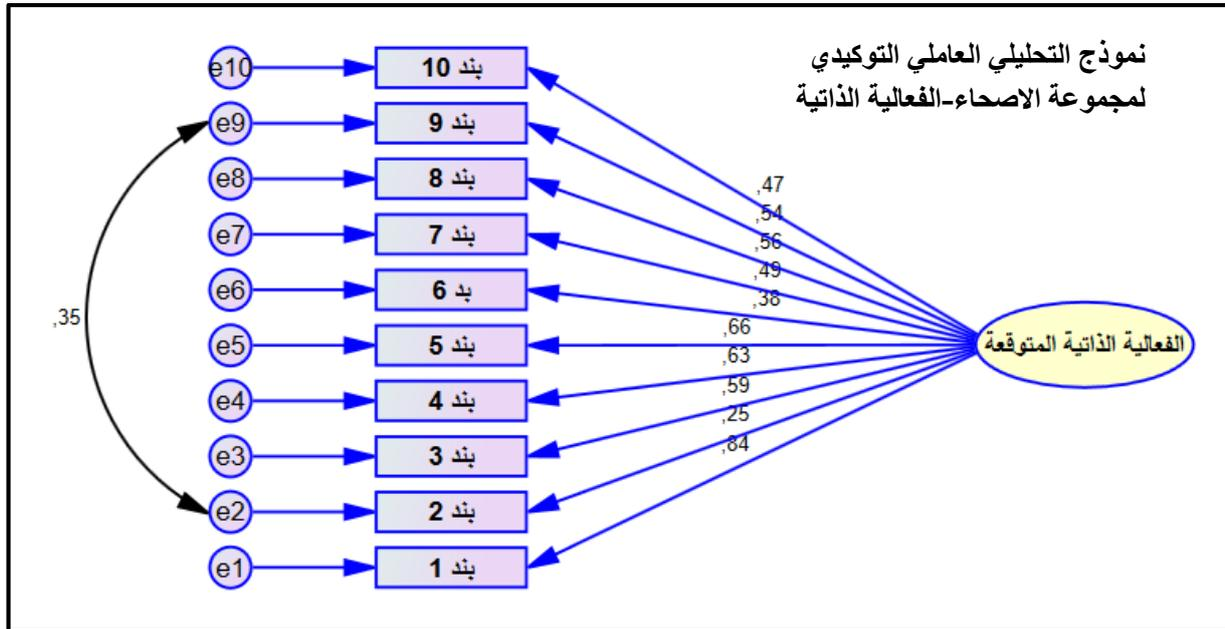 نموذج التحليلي العاملي التوكيدي
لمجموعة الاصحاء-الفعالية الذاتية
e10
بند 10
e9
بند 9
e8
بند 8
e7
بند 7
e6
بد 6
e5
بند 5
e4
بند 4
e3
بند 3
e2
بند 2
e1
بند 1
,47
,54
,56
,49
,38
,66
,63
,59
,25
,84
,35
الفعالية الذاتية المتوقعة